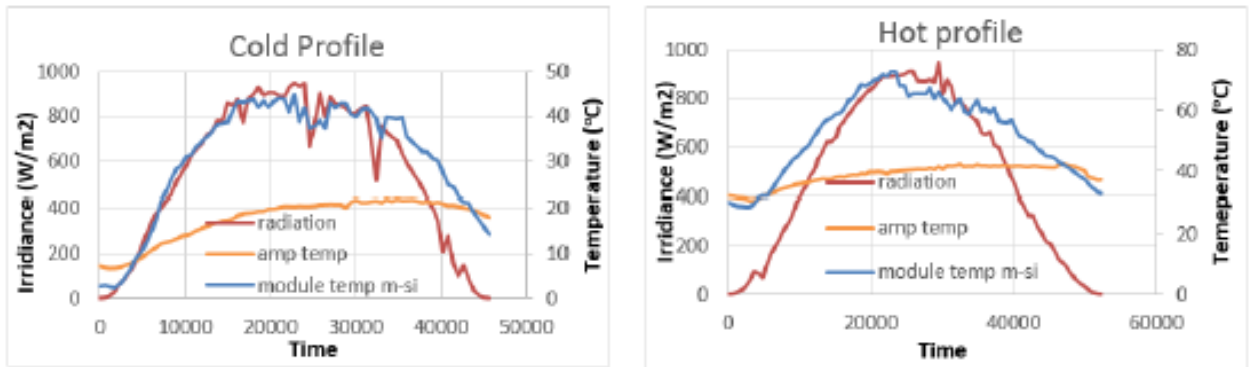 Cold Profile
1000
800
600
400
200
0
Irridiance (W/m2)
50
40
30
20
10
0
Temperature (°C)
radiation
amp temp
module temp m-si
0 10000 20000 30000 40000 50000
Time
Hot profile
1000
800
600
400
200
0
Irridiance (W/m2)
80
60
40
20
0
Temeperature (°C)
radiation
amp temp
module temp m-si
0 20000 40000 60000
Time